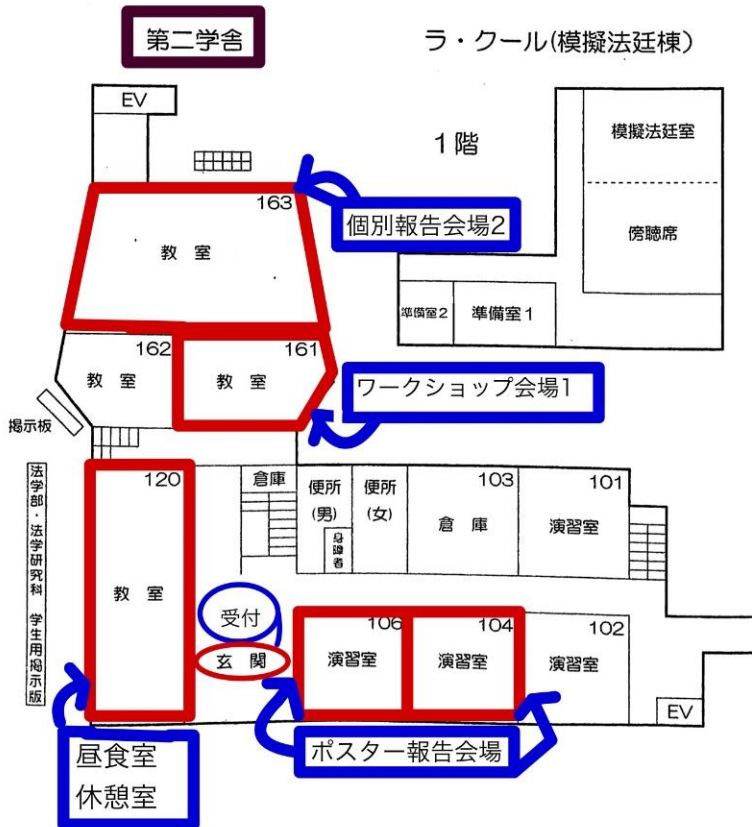 第二学舎
ラ・クール(模擬法廷棟)
EV
1階
模擬法廷室
傍聴席
163
教 室
個別報告会場2
準備室2
準備室1
162
161
教 室
教 室
ワークショップ会場1
掲示板
法学部・法学研究科 学生用掲示版
120
教 室
倉庫
便所
(男)
身障者
便所
(女)
103
倉 庫
101
演習室
受付
玄 関
106
演習室
104
演習室
102
演習室
EV
昼食室
休憩室
ポスター報告会場